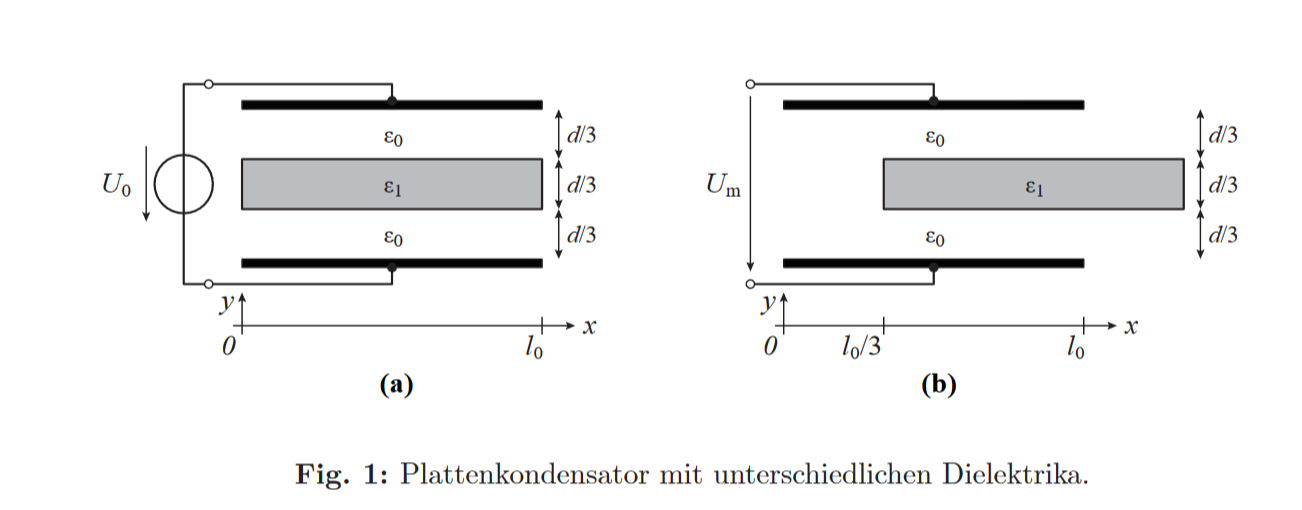 ε₀
d/3
U₀
ε₁
d/3
ε₀
d/3
y
x
0
l₀
(a)
ε₀
d/3
Uₘ
ε₁
d/3
ε₀
d/3
y
x
0
l₀/3
l₀
(b)
Fig. 1: Plattenkondensator mit unterschiedlichen Dielektrika.